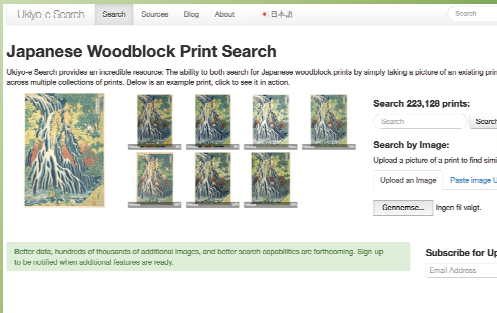 Ukiyo-e Search Search Sources Blog About 日本語 Search
Japanese Woodblock Print Search
Ukiyo-e Search provides an incredible resource: The ability to both search for Japanese woodblock prints by simply taking a picture of an existing prin
across multiple collections of prints. Below is an example print, click to see it in action.
Search 223,128 prints:
Search Search
Search by Image:
Upload a picture of a print to find simi
Upload an Image Paste image U
Gennemse... Ingen fil valgt.
Better data, hundreds of thousands of additional images, and better search capabilities are forthcoming. Sign up
to be notified when additional features are ready.
Subscribe for Up
Email Address